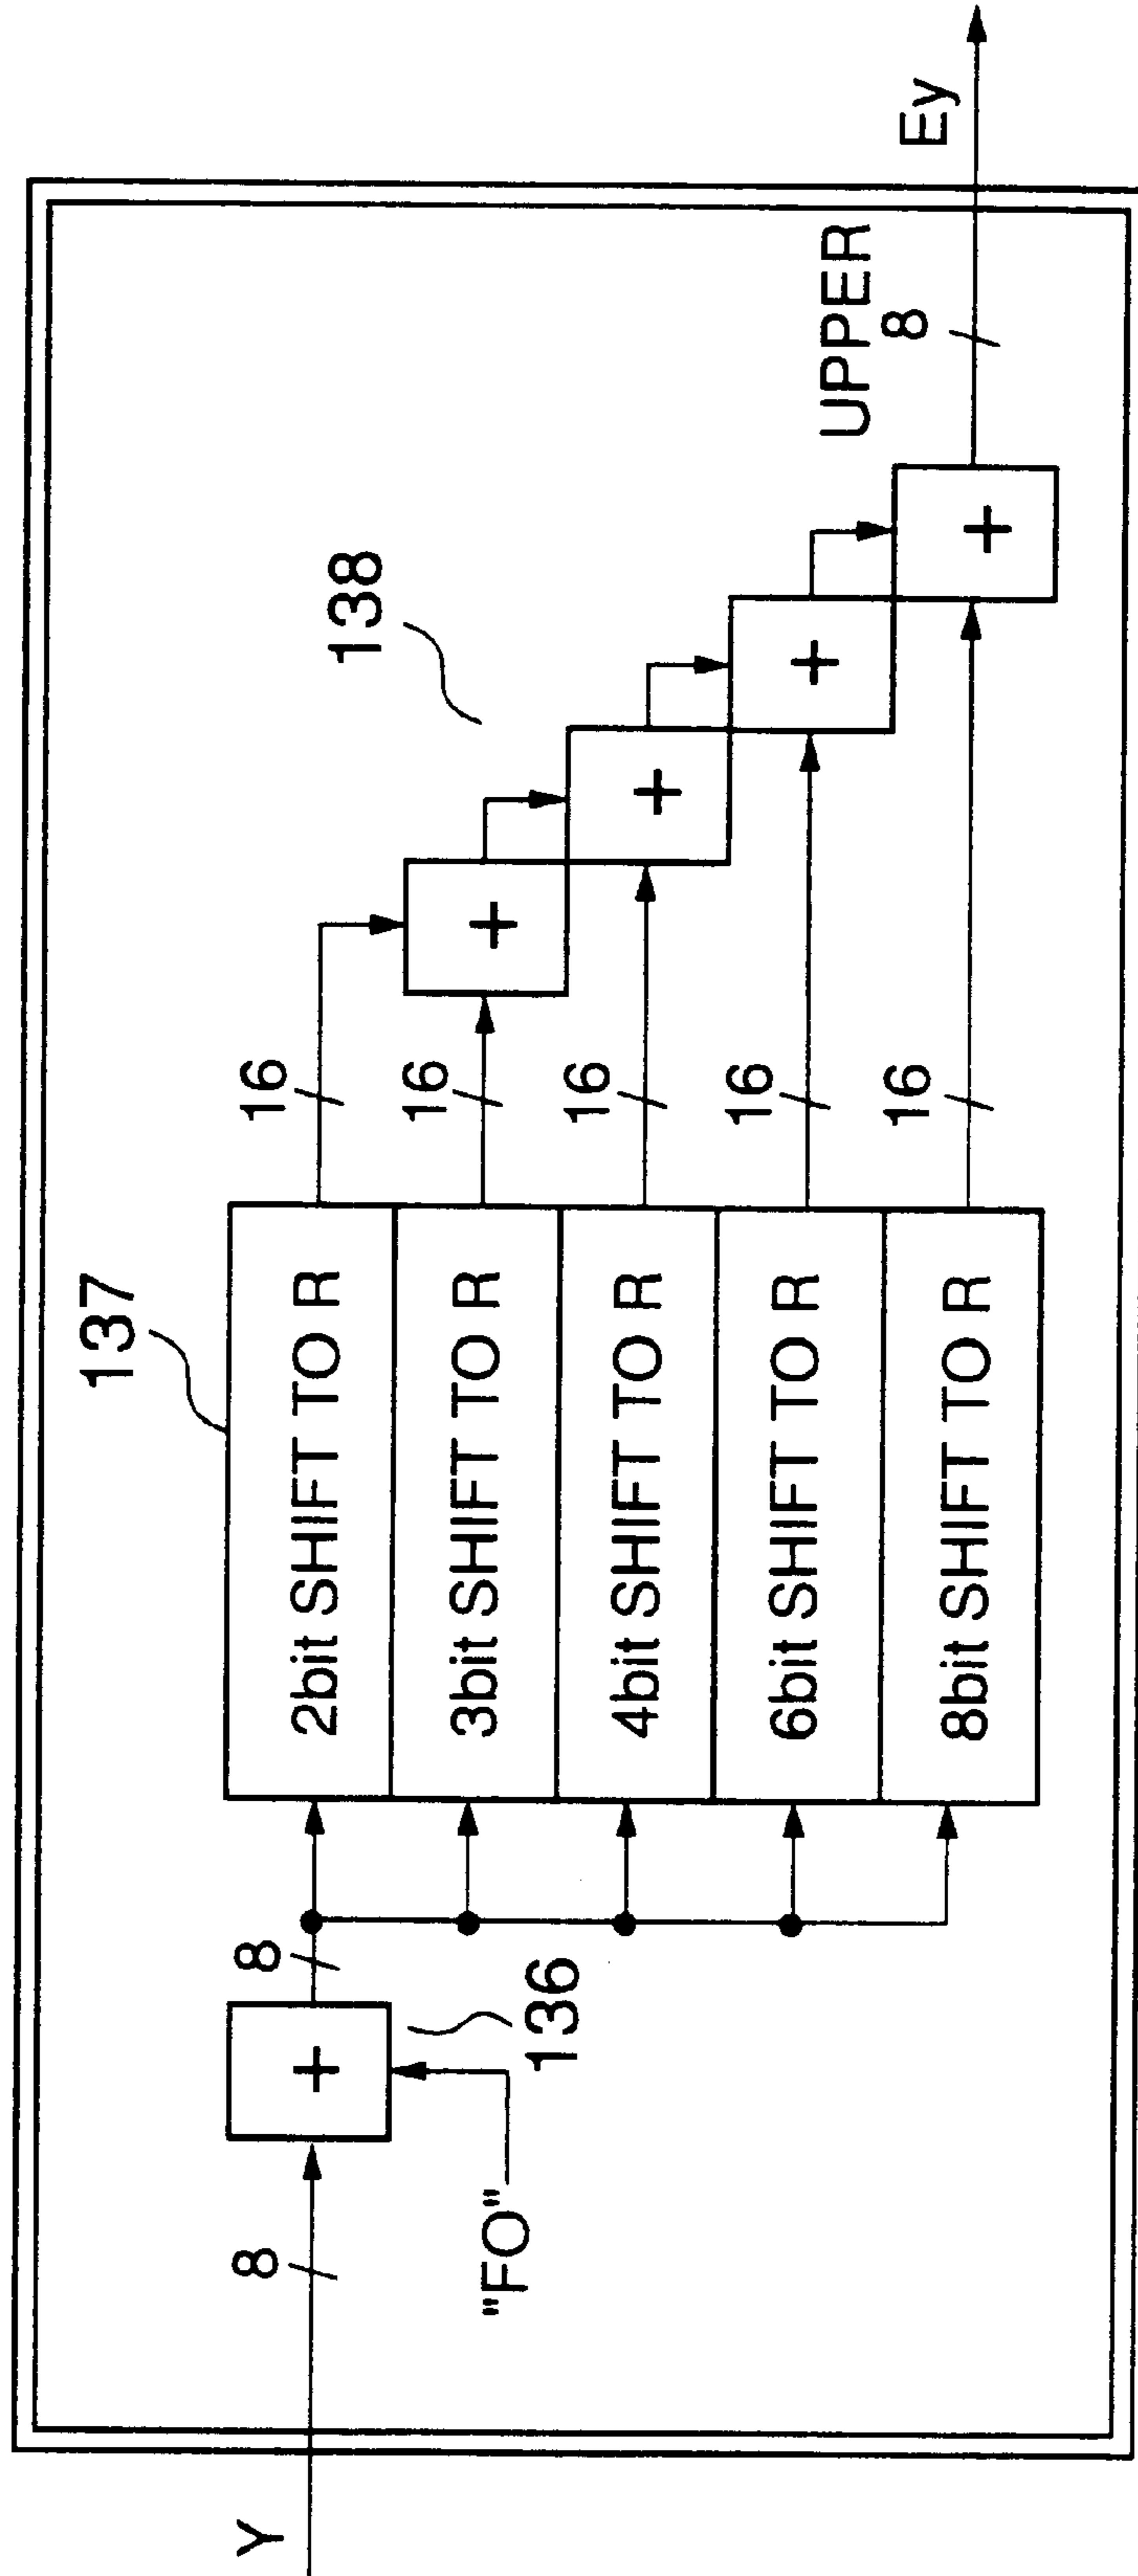 Y
8
"FO"
136
8
137
2bit SHIFT TO R
3bit SHIFT TO R
4bit SHIFT TO R
6bit SHIFT TO R
8bit SHIFT TO R
16
16
16
16
16
138
+
+
+
+
+
UPPER
8
Ey